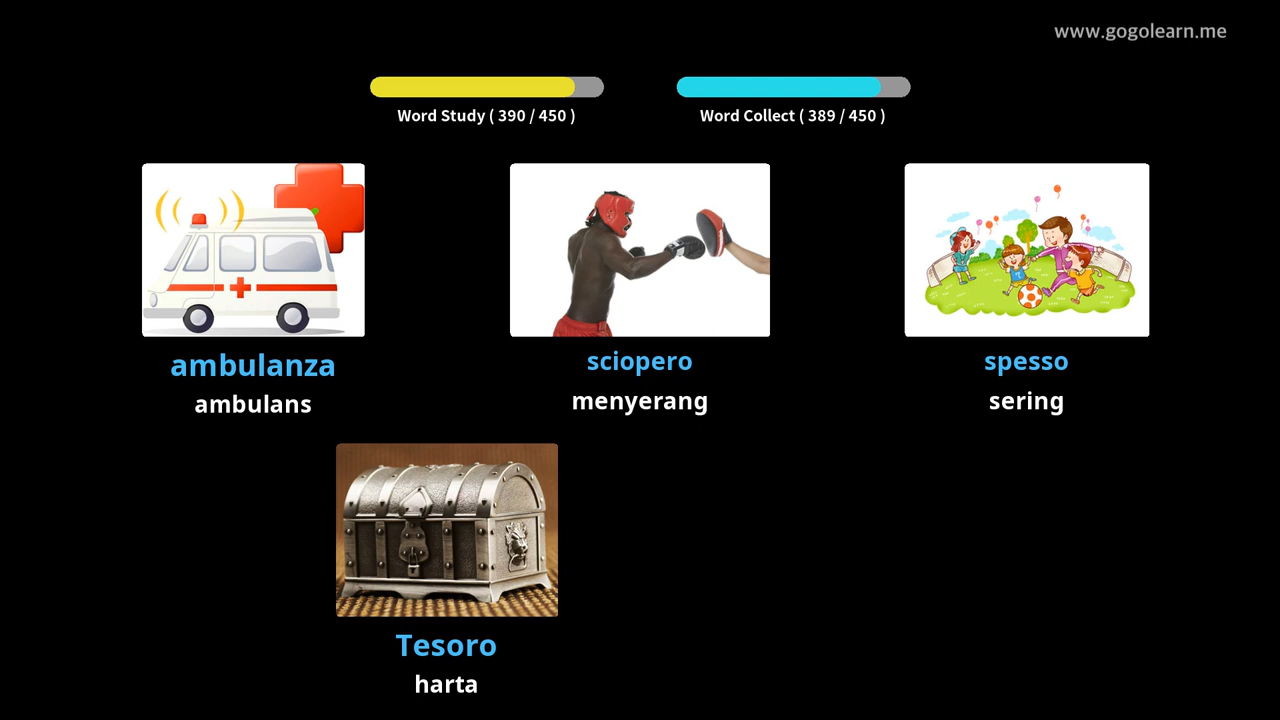 www.gogolearn.me
Word Study ( 390 / 450 )
Word Collect ( 389 / 450 )
ambulanza
ambulans
sciopero
menyerang
spesso
sering
Tesoro
harta